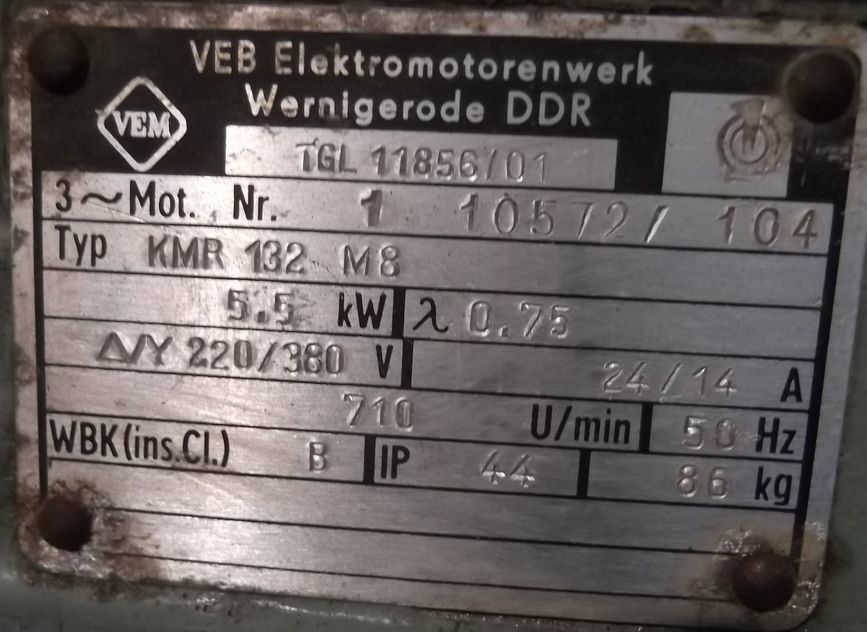 VEB Elektromotorenwerk
Wernigerode DDR
VEM
TGL 11856/01
3~Mot. Nr. 1 10572/ 104
Typ KMR 132 M8
5.5 kW λ 0.75
Δ/Y 220/380 V 24/14 A
710 U/min 50 Hz
WBK(ins.Cl.) B IP 44 86 kg